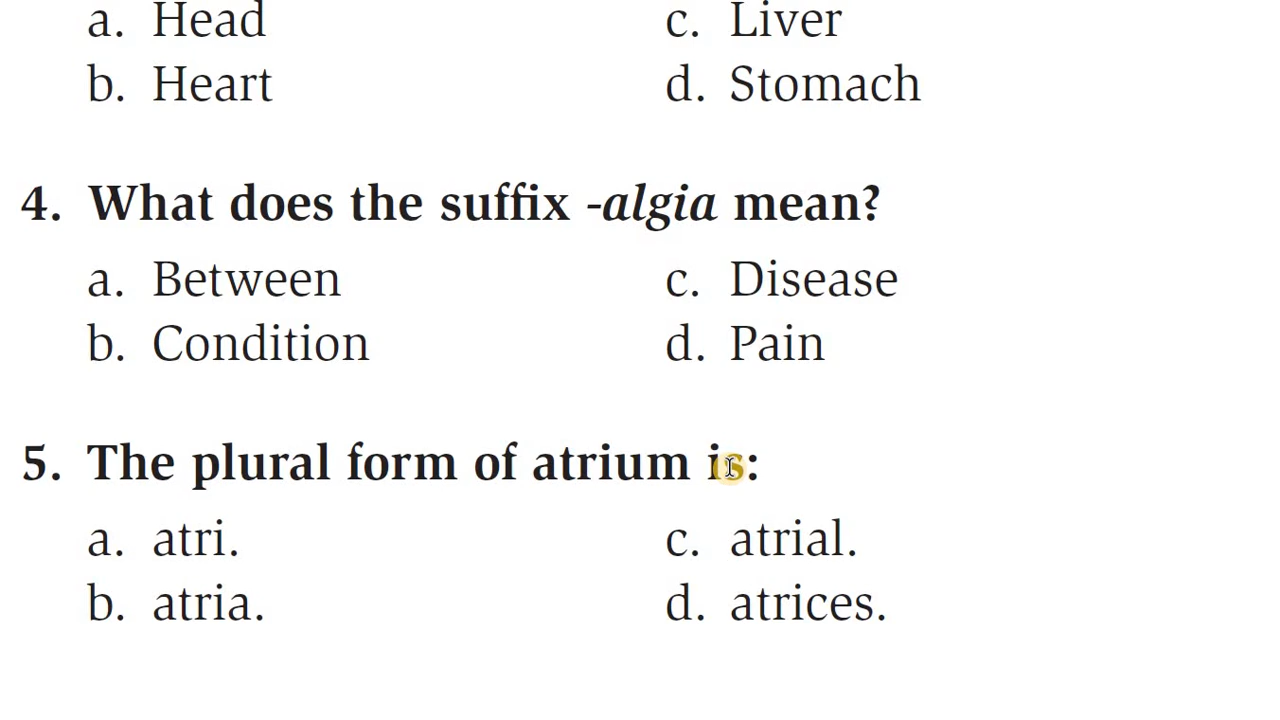 a. Head c. Liver
b. Heart d. Stomach
4. What does the suffix -algia mean?
a. Between c. Disease
b. Condition d. Pain
5. The plural form of atrium is:
a. atri. c. atrial.
b. atria. d. atrices.